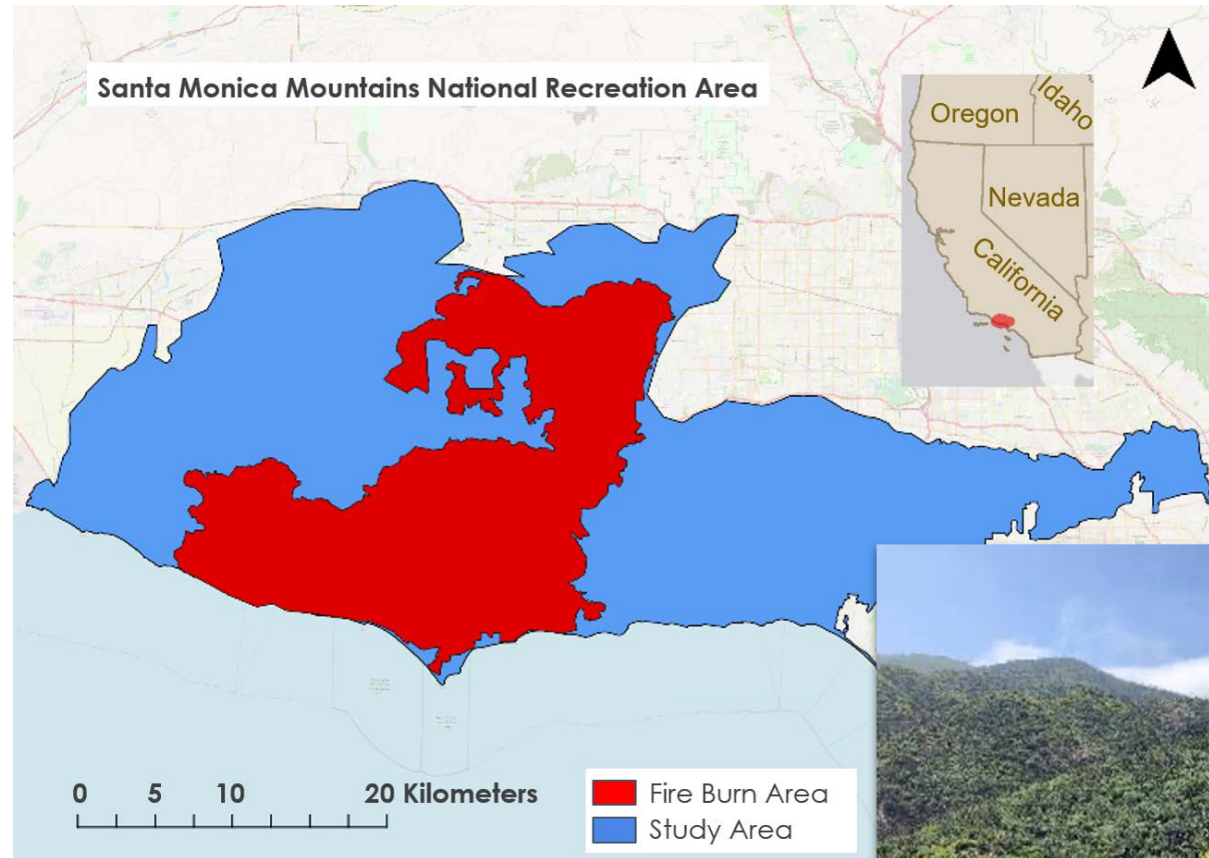 Santa Monica Mountains National Recreation Area
Oregon
Idaho
Nevada
California
0 5 10 20 Kilometers
Fire Burn Area
Study Area